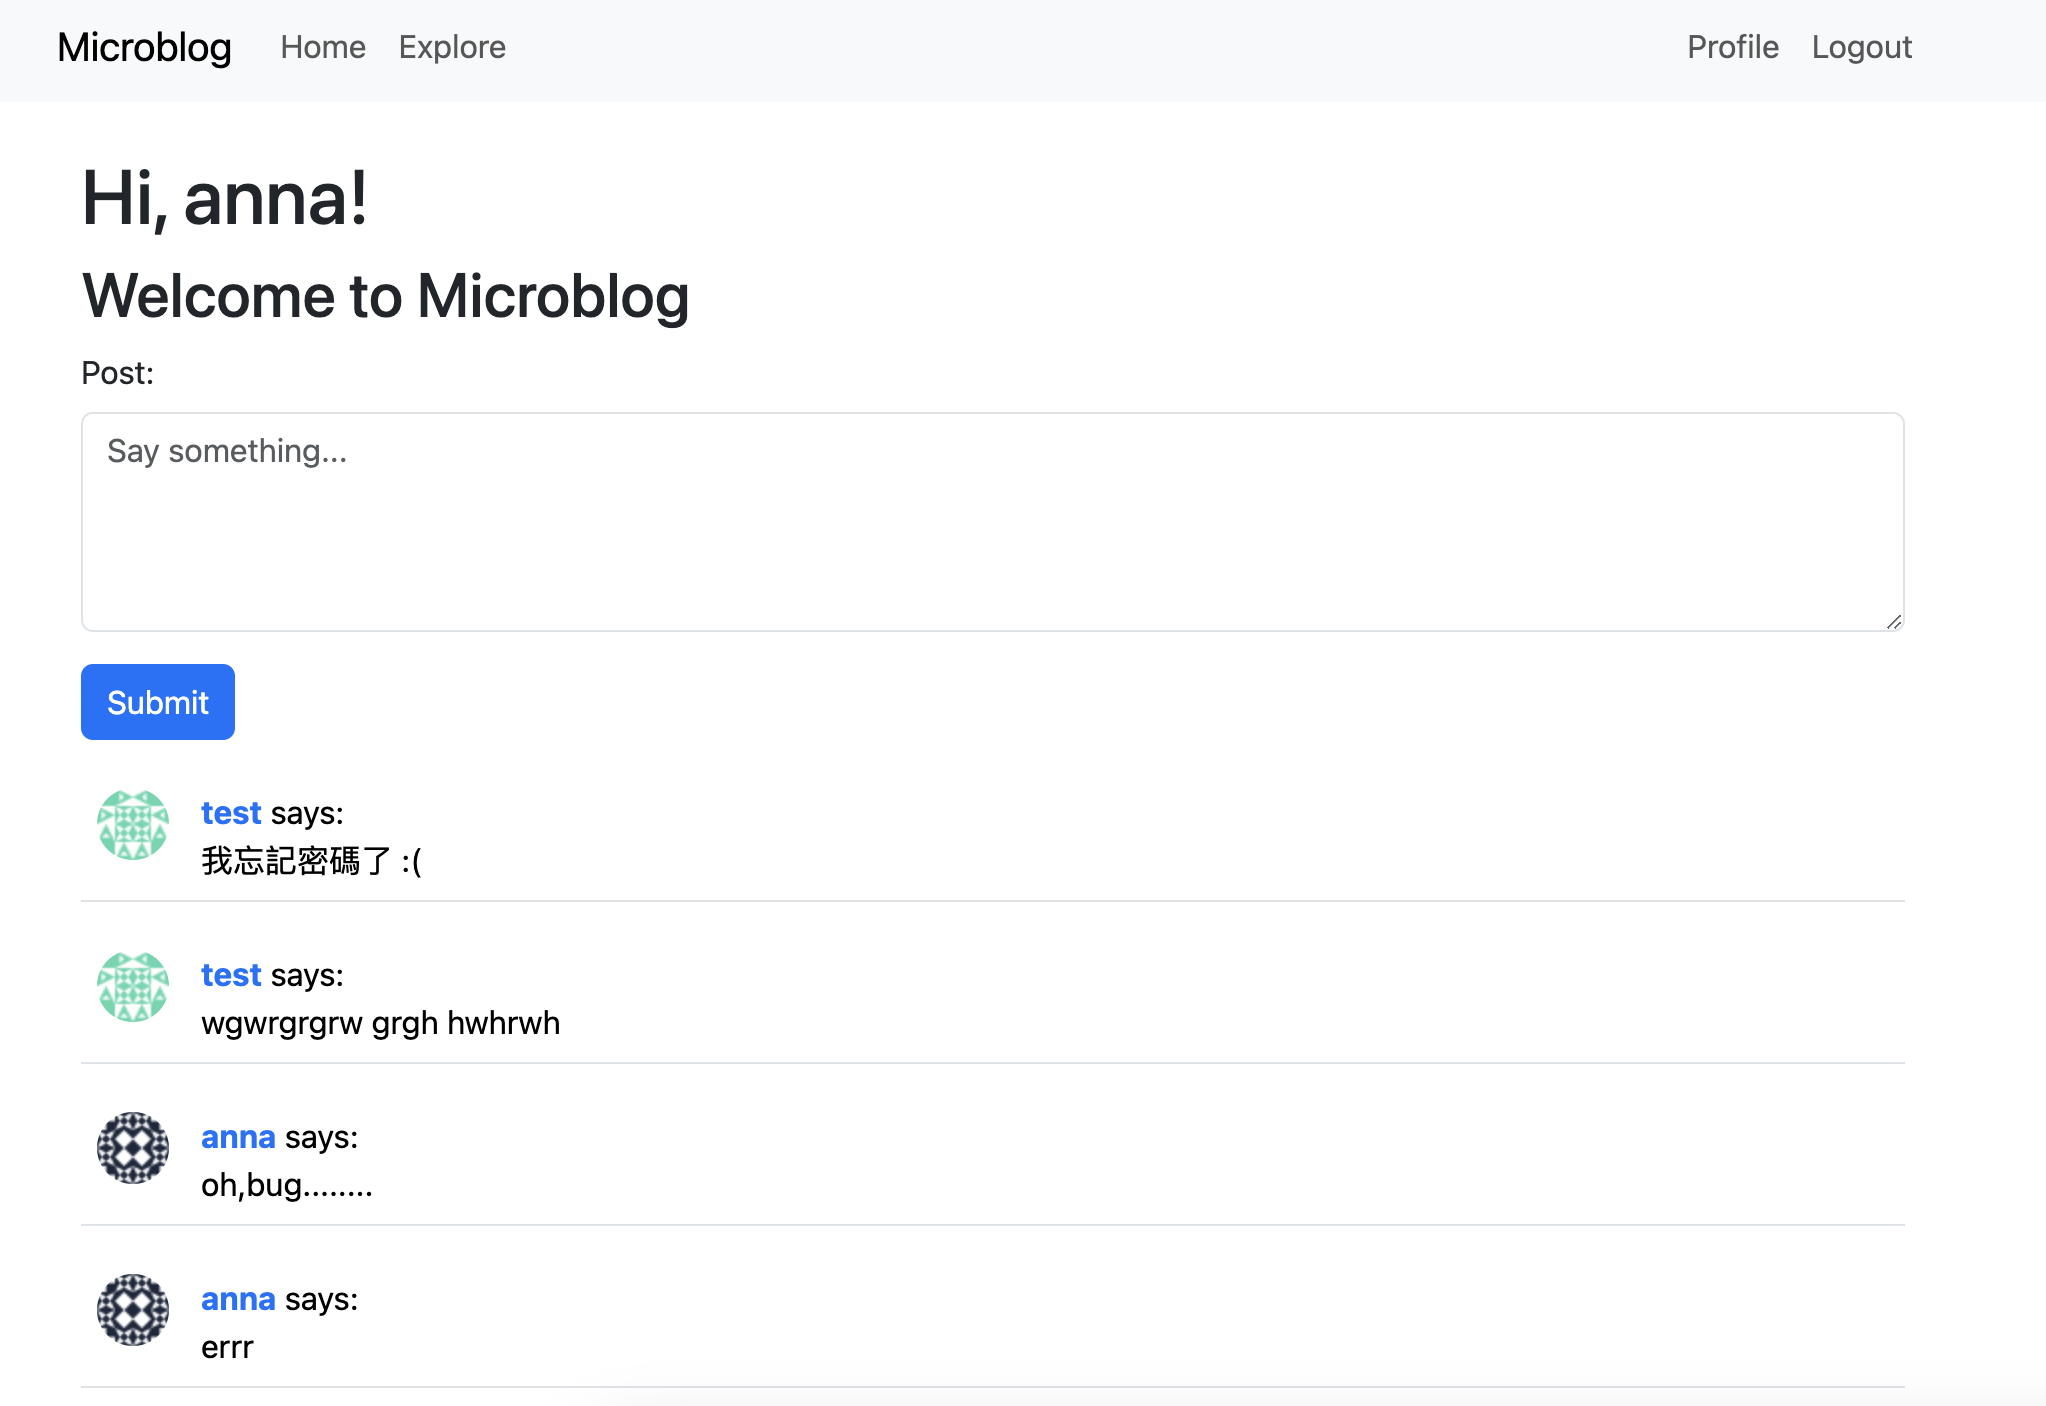 Microblog Home Explore Profile Logout
Hi, anna!
Welcome to Microblog
Post:
Say something...
Submit
test says:
我忘記密碼了 :(
test says:
wgwrgrgrw grgh hwhrwh
anna says:
oh,bug........
anna says:
errr